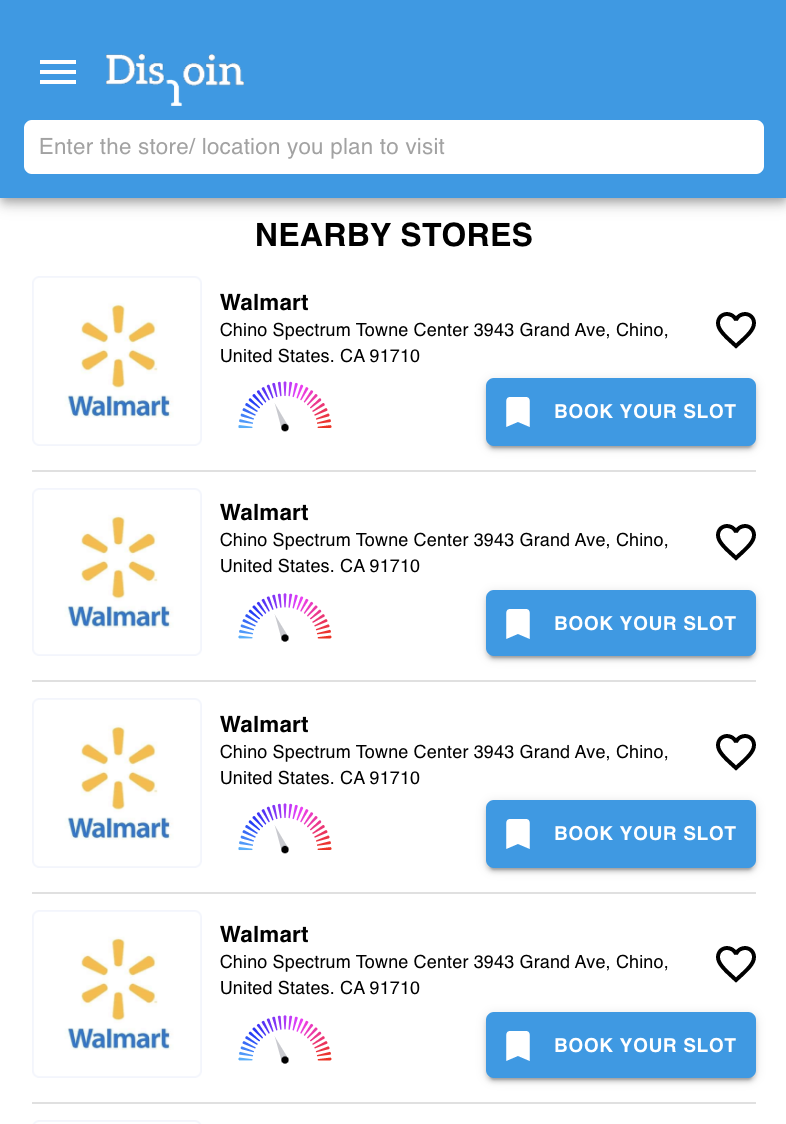 Disjoin
Enter the store/ location you plan to visit
NEARBY STORES
Walmart
Walmart
Chino Spectrum Towne Center 3943 Grand Ave, Chino,
United States. CA 91710
BOOK YOUR SLOT
Walmart
Walmart
Chino Spectrum Towne Center 3943 Grand Ave, Chino,
United States. CA 91710
BOOK YOUR SLOT
Walmart
Walmart
Chino Spectrum Towne Center 3943 Grand Ave, Chino,
United States. CA 91710
BOOK YOUR SLOT
Walmart
Walmart
Chino Spectrum Towne Center 3943 Grand Ave, Chino,
United States. CA 91710
BOOK YOUR SLOT